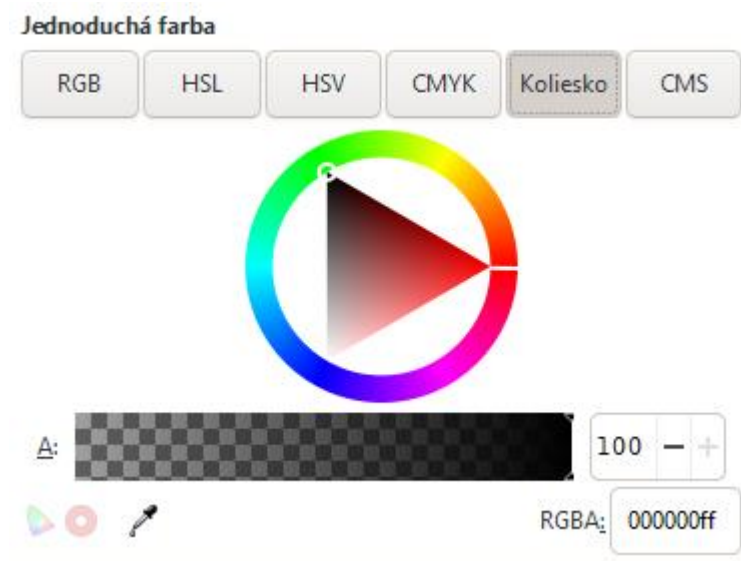 Jednoduchá farba
RGB HSL HSV CMYK Koliesko CMS
A: 100
RGBA: 000000ff